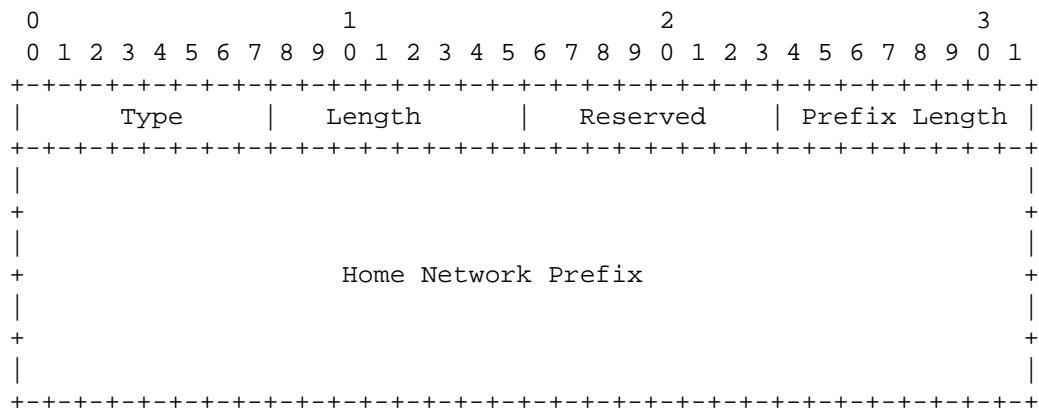 0                   1                   2                   3
 0 1 2 3 4 5 6 7 8 9 0 1 2 3 4 5 6 7 8 9 0 1 2 3 4 5 6 7 8 9 0 1
+-+-+-+-+-+-+-+-+-+-+-+-+-+-+-+-+-+-+-+-+-+-+-+-+-+-+-+-+-+-+-+-+
|      Type     |   Length      |   Reserved    | Prefix Length |
+-+-+-+-+-+-+-+-+-+-+-+-+-+-+-+-+-+-+-+-+-+-+-+-+-+-+-+-+-+-+-+-+
|                                                               |
+                                                               +
|                                                               |
+                    Home Network Prefix                        +
|                                                               |
+                                                               +
|                                                               |
+-+-+-+-+-+-+-+-+-+-+-+-+-+-+-+-+-+-+-+-+-+-+-+-+-+-+-+-+-+-+-+-+